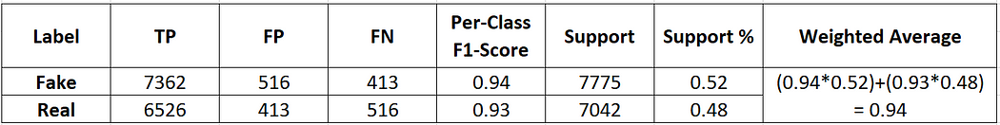 Label TP FP FN Per-Class F1-Score Support Support % Weighted Average
Fake 7362 516 413 0.94 7775 0.52 (0.94*0.52)+(0.93*0.48)
Real 6526 413 516 0.93 7042 0.48 = 0.94